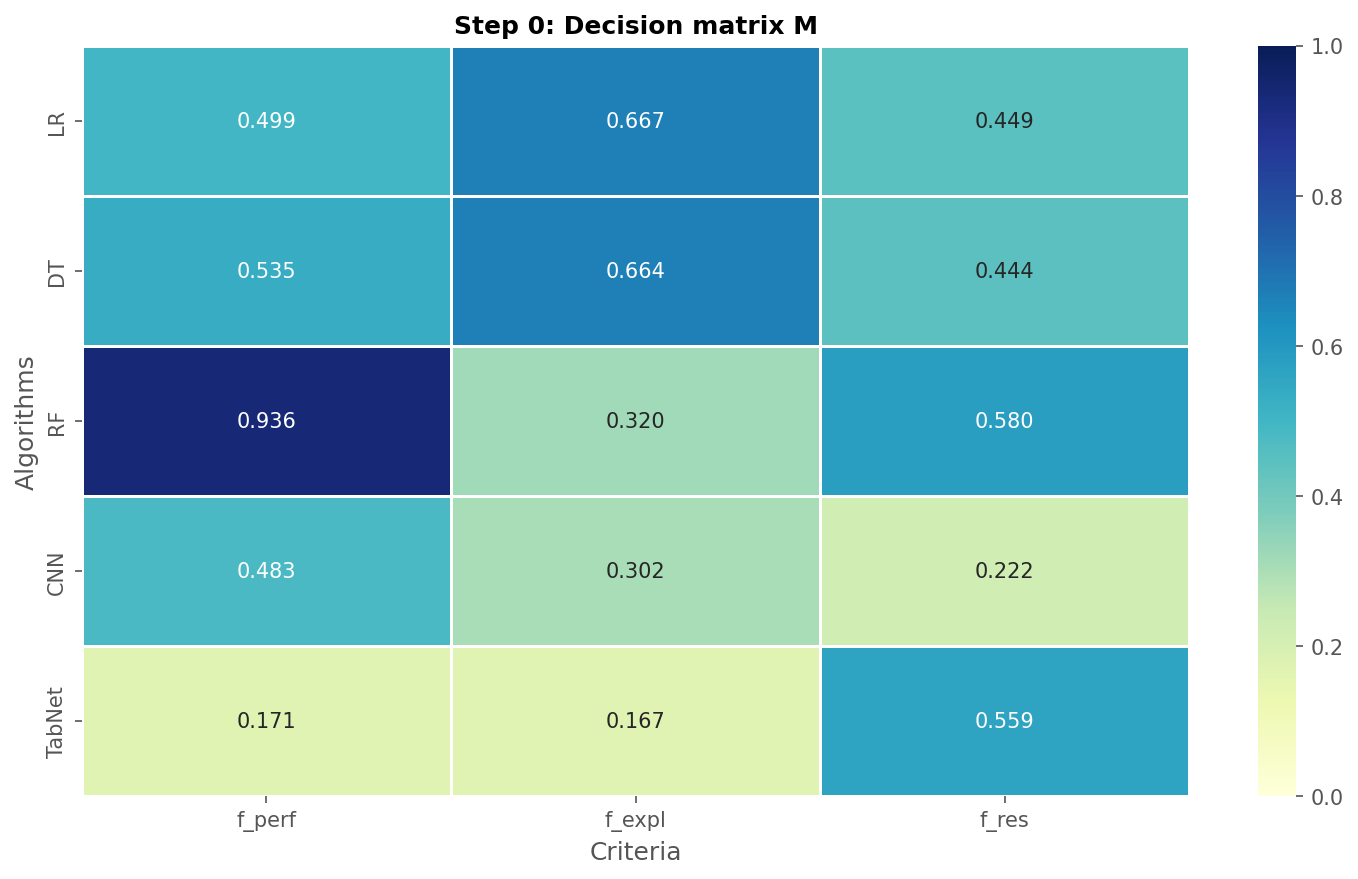 Step 0: Decision matrix M
Algorithms
LR 0.499 0.667 0.449
DT 0.535 0.664 0.444
RF 0.936 0.320 0.580
CNN 0.483 0.302 0.222
TabNet 0.171 0.167 0.559
f_perf f_expl f_res
Criteria
1.0
0.8
0.6
0.4
0.2
0.0